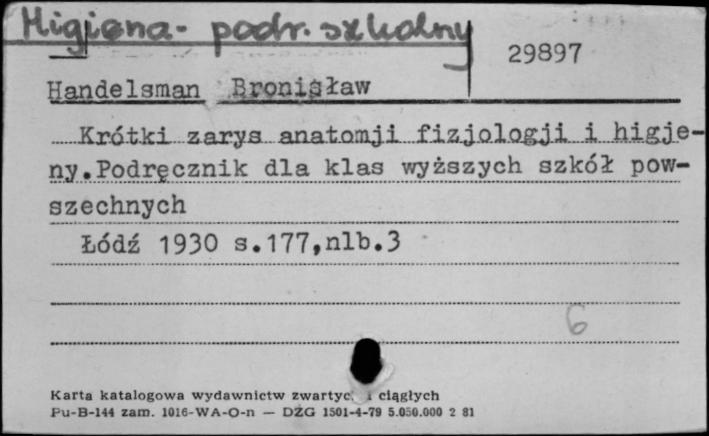 Higiena - podr. szkolny
29897
Handelsman Bronisław
Krótki zarys anatomji fizjologji i higje-
ny.Podręcznik dla klas wyższych szkół pow-
szechnych
Łódź 1930 s.177,nlb.3
6
Karta katalogowa wydawnictw zwartyc i ciągłych
Pu-B-144 zam. 1016-WA-O-n — DZG 1501-4-79 5.050.000 2 81